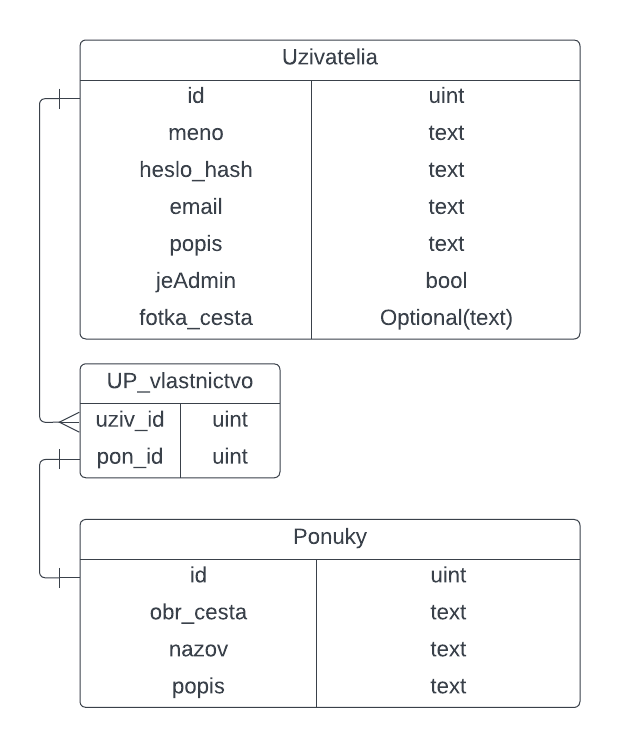 Uzivatelia
id uint
meno text
heslo_hash text
email text
popis text
jeAdmin bool
fotka_cesta Optional(text)
UP_vlastnictvo
uziv_id uint
pon_id uint
Ponuky
id uint
obr_cesta text
nazov text
popis text